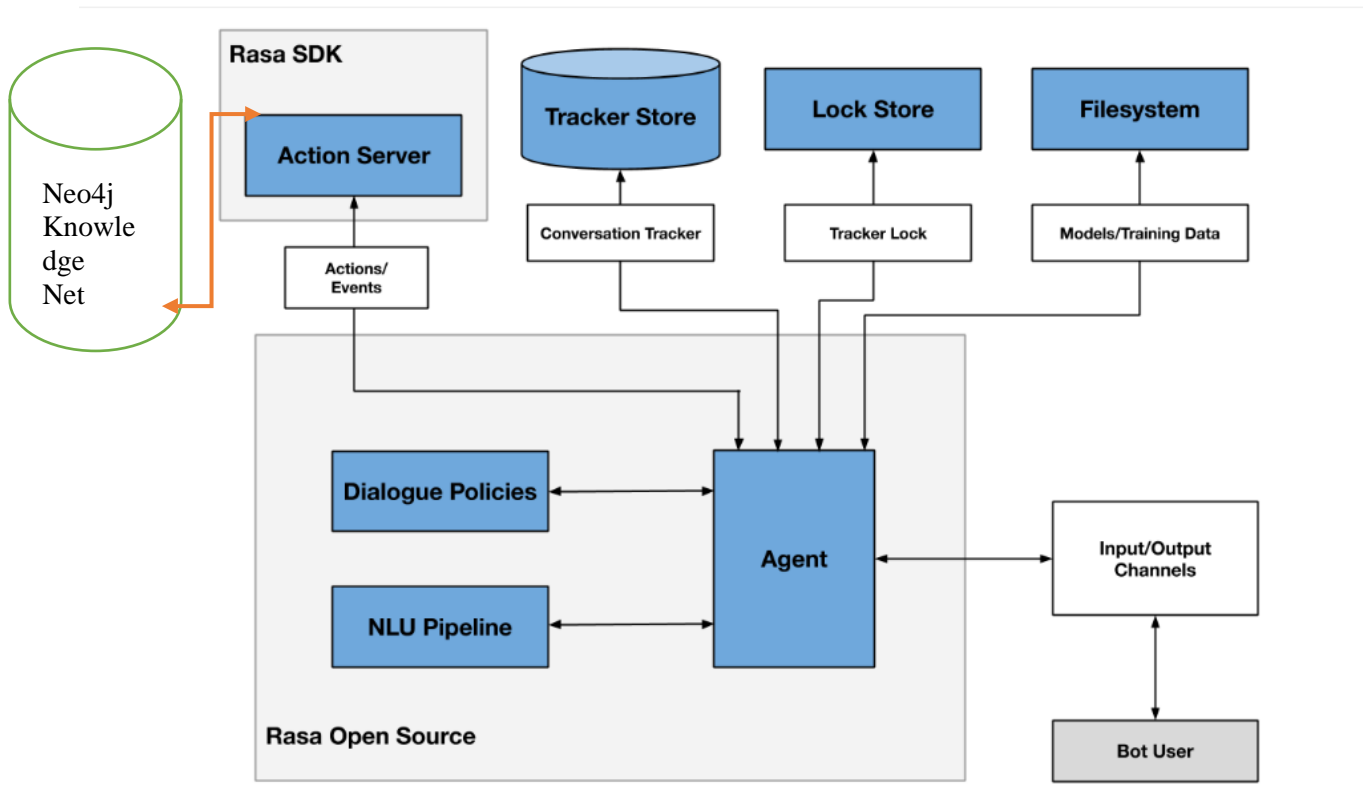 Rasa SDK
Action Server
Tracker Store
Lock Store
Filesystem
Neo4j
Knowle
dge
Net
Conversation Tracker
Tracker Lock
Models/Training Data
Actions/
Events
Dialogue Policies
Agent
NLU Pipeline
Input/Output
Channels
Rasa Open Source
Bot User